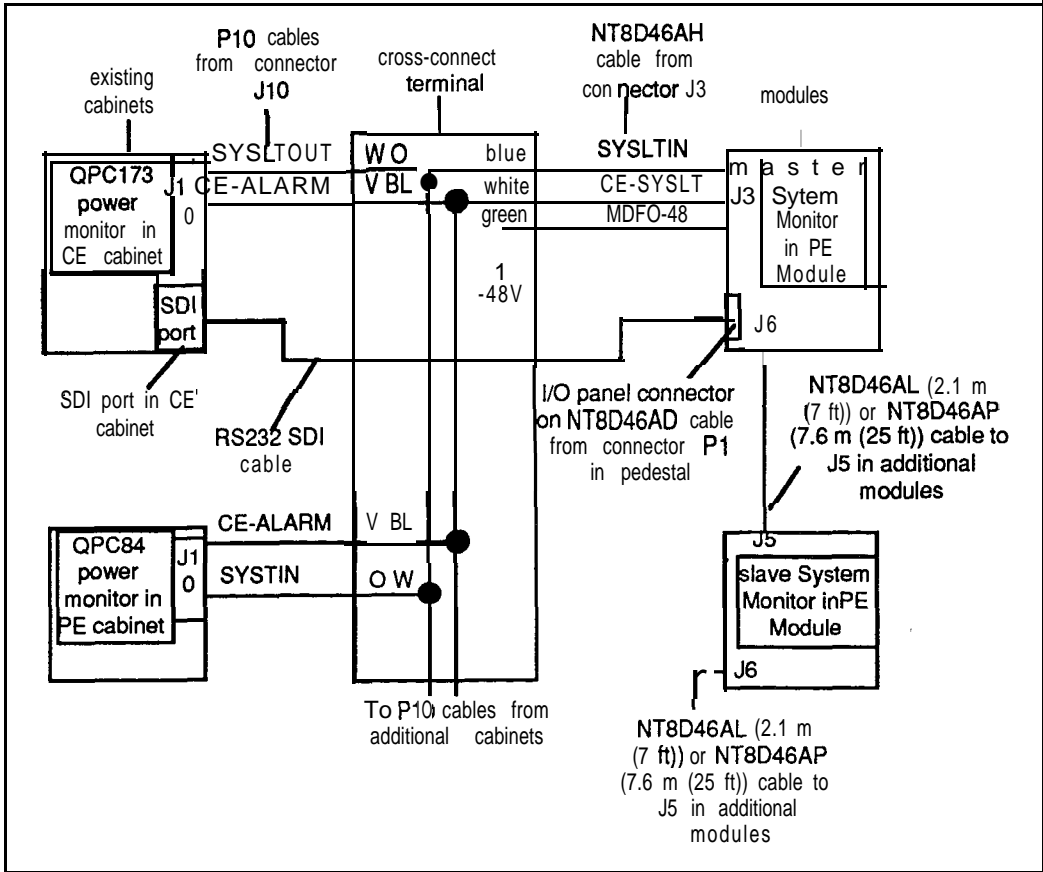 existing
cabinets
P10 cables
from connector
J10
cross-connect
terminal
NT8D46AH
cable from
con nector J3
modules
QPC173
power
monitor in
CE cabinet
J1
0
SYSLTOUT
CE-ALARM
W O
V BL
blue
white
green
1
-48V
SYSLTIN
CE-SYSLT
MDFO-48
master
J3
Sytem
Monitor
in PE
Module
J6
SDI
port
SDI port in CE'
cabinet
RS232 SDI
cable
I/O panel connector
on NT8D46AD cable
from connector P1
in pedestal
NT8D46AL (2.1 m
(7 ft)) or NT8D46AP
(7.6 m (25 ft)) cable to
J5 in additional
modules
QPC84
power
monitor in
PE cabinet
J1
0
CE-ALARM
SYSTIN
V BL
O W
J5
slave System
Monitor inPE
Module
J6
To P10 cables from
additional cabinets
NT8D46AL (2.1 m
(7 ft)) or NT8D46AP
(7.6 m (25 ft)) cable to
J5 in additional
modules